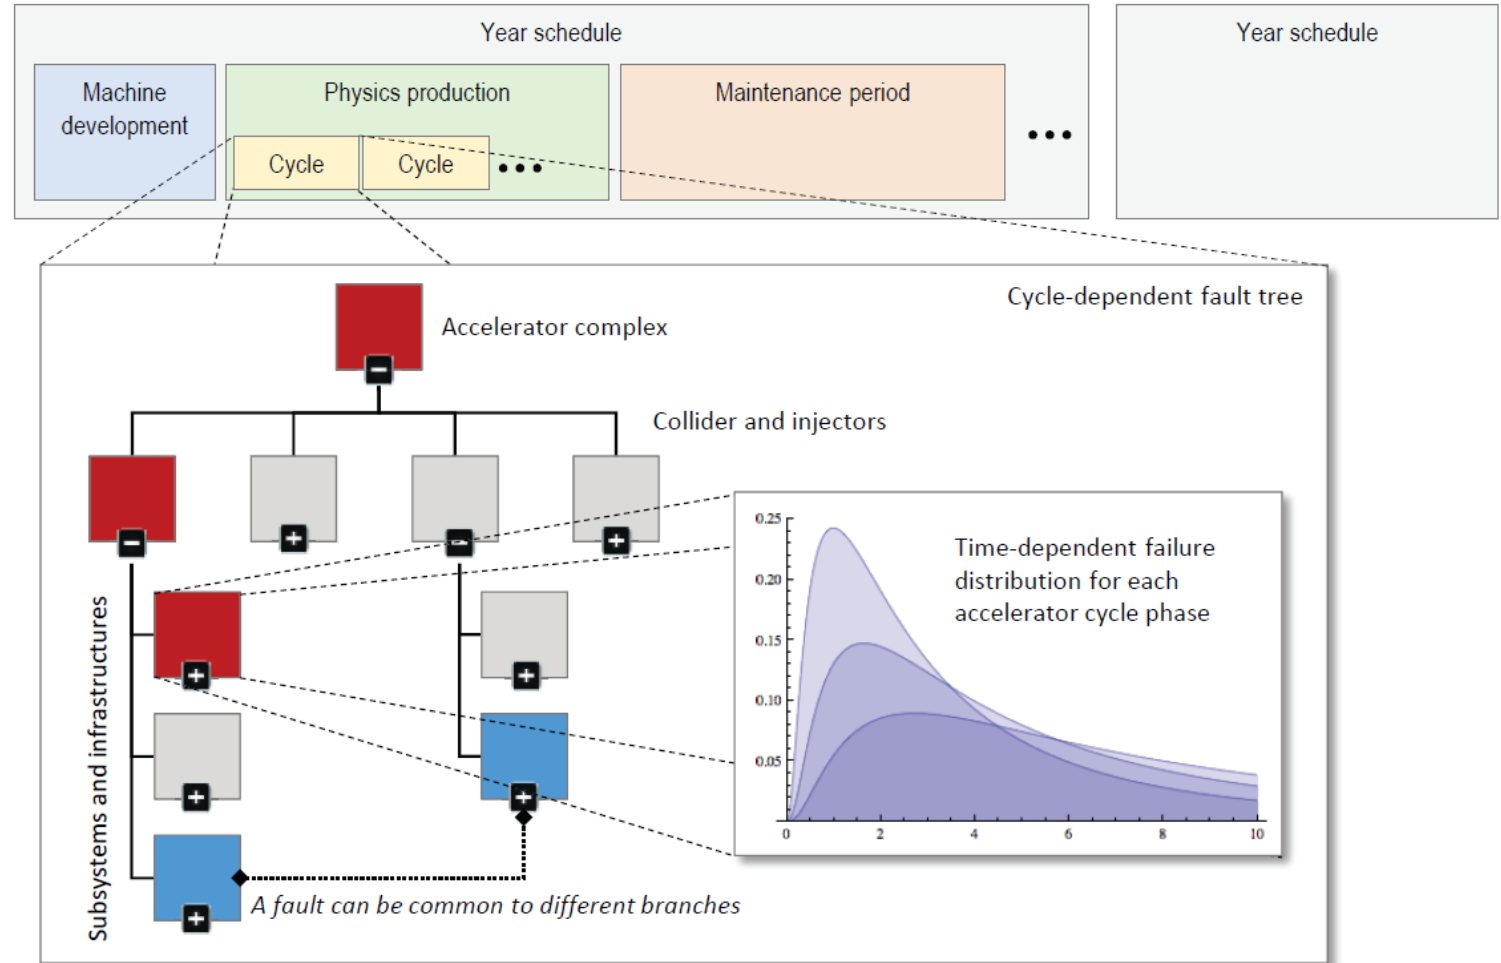 Year schedule
Year schedule
Machine
development
Physics production
Maintenance period
•••
Cycle
Cycle
•••
Cycle-dependent fault tree
Accelerator complex
−
Collider and injectors
−
+
−
+
Subsystems and infrastructures
+
+
+
+
+
A fault can be common to different branches
Time-dependent failure
distribution for each
accelerator cycle phase
0.25
0.20
0.15
0.10
0.05
0
2
4
6
8
10